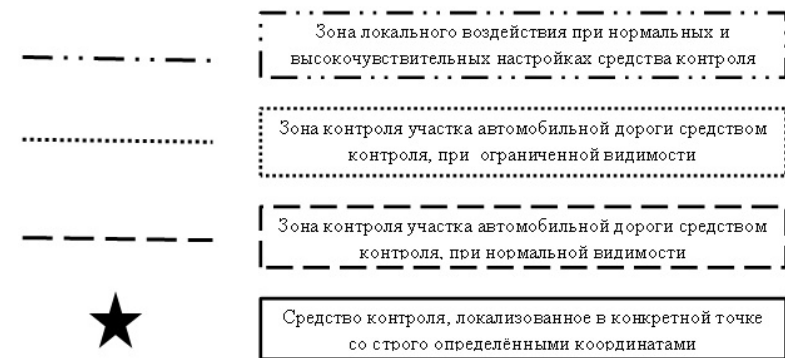 Зона локального воздействия при нормальных и
высокочувствительных настройках средства контроля
Зона контроля участка автомобильной дороги средством
контроля, при ограниченной видимости
Зона контроля участка автомобильной дороги средством
контроля, при нормальной видимости
Средство контроля, локализованное в конкретной точке
со строго определёнными координатами